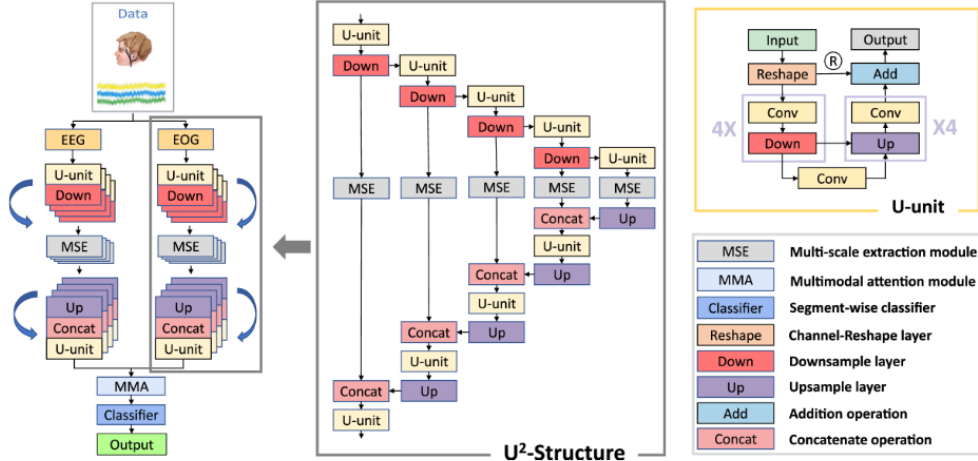 Data
EEG
EOG
U-unit
Down
U-unit
Down
MSE
MSE
Up
Concat
U-unit
Up
Concat
U-unit
MMA
Classifier
Output
U-unit
Down
U-unit
Down
U-unit
Down
U-unit
Down
U-unit
MSE
MSE
MSE
MSE
MSE
Concat
Up
U-unit
Concat
Up
U-unit
Concat
Up
U-unit
Concat
Up
U-unit
U²-Structure
Input
Output
Reshape
R
Add
4X
Conv
Conv
X4
Down
Up
Conv
U-unit
MSE Multi-scale extraction module
MMA Multimodal attention module
Classifier Segment-wise classifier
Reshape Channel-Reshape layer
Down Downsample layer
Up Upsample layer
Add Addition operation
Concat Concatenate operation